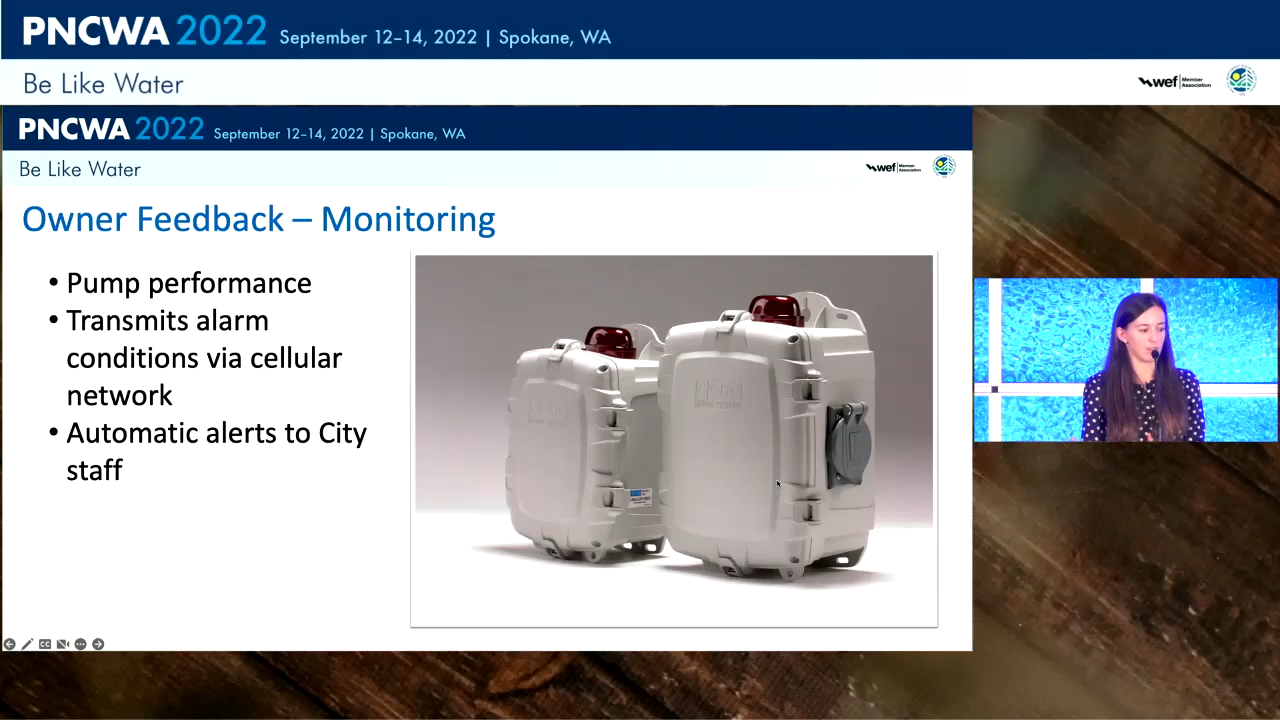 PNCWA 2022 September 12–14, 2022 | Spokane, WA
Be Like Water
wef Member Association
PNCWA 2022 September 12–14, 2022 | Spokane, WA
Be Like Water
wef Member Association
Owner Feedback – Monitoring
• Pump performance
• Transmits alarm
conditions via cellular
network
• Automatic alerts to City
staff